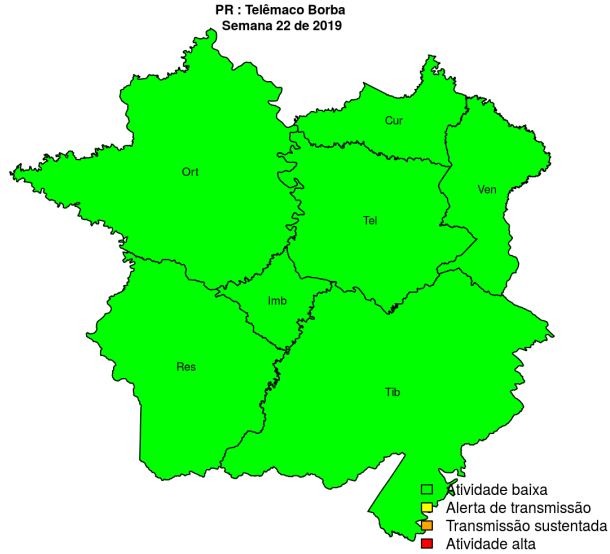 PR : Telêmaco Borba
Semana 22 de 2019
Cur
Ort
Ven
Tel
Imb
Res
Tib
Atividade baixa
Alerta de transmissão
Transmissão sustentada
Atividade alta